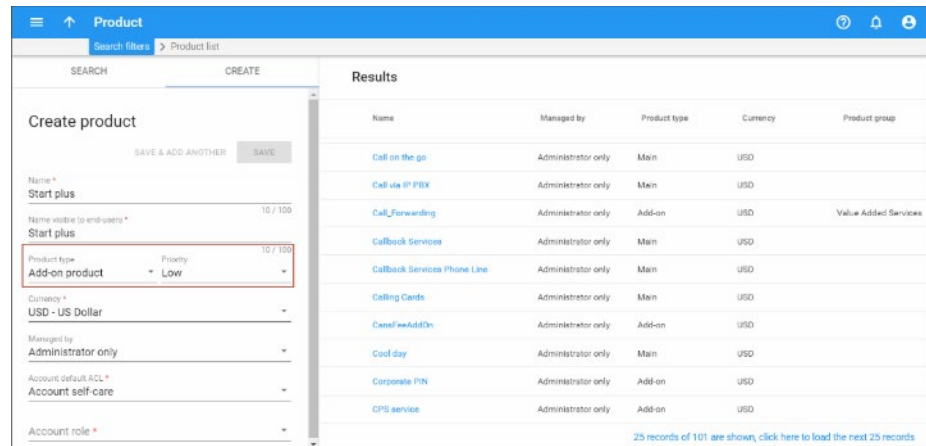 Product
Search filters > Product list
SEARCH CREATE
Create product
SAVE & ADD ANOTHER SAVE
Name *
Start plus
10 / 100
Name visible to end-users *
Start plus
10 / 100
Product type Priority
Add-on product Low
Currency *
USD - US Dollar
Managed by
Administrator only
Account default ACL *
Account self-care
Account role *
Results
Name Managed by Product type Currency Product group
Call on the go Administrator only Main USD
Call via IP PBX Administrator only Main USD
Call_Forwarding Administrator only Add-on USD Value Added Services
Callback Services Administrator only Main USD
Callback Services Phone Line Administrator only Main USD
Calling Cards Administrator only Main USD
CansFeeAddOn Administrator only Add-on USD
Cool day Administrator only Main USD
Corporate PIN Administrator only Add-on USD
CPS service Administrator only Add-on USD
25 records of 101 are shown, click here to load the next 25 records